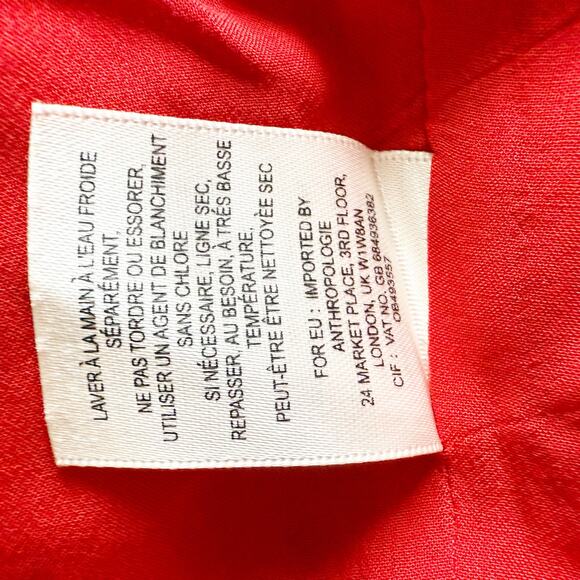 LAVER À LA MAIN À L'EAU FROIDE
SÉPARÉMENT,
NE PAS TORDRE OU ESSORER,
UTILISER UN AGENT DE BLANCHIMENT
SANS CHLORE
SI NÉCESSAIRE, LIGNE SEC,
REPASSER, AU BESOIN, À TRÉS BASSE
TEMPÉRATURE.
PEUT-ÊTRE ÊTRE NETTOYÉE SEC
FOR EU : IMPORTED BY
ANTHROPOLOGIE
24 MARKET PLACE, 3RD FLOOR,
LONDON, UK W1W8AN
CIF : VAT NO. GB 684936382
OB493557